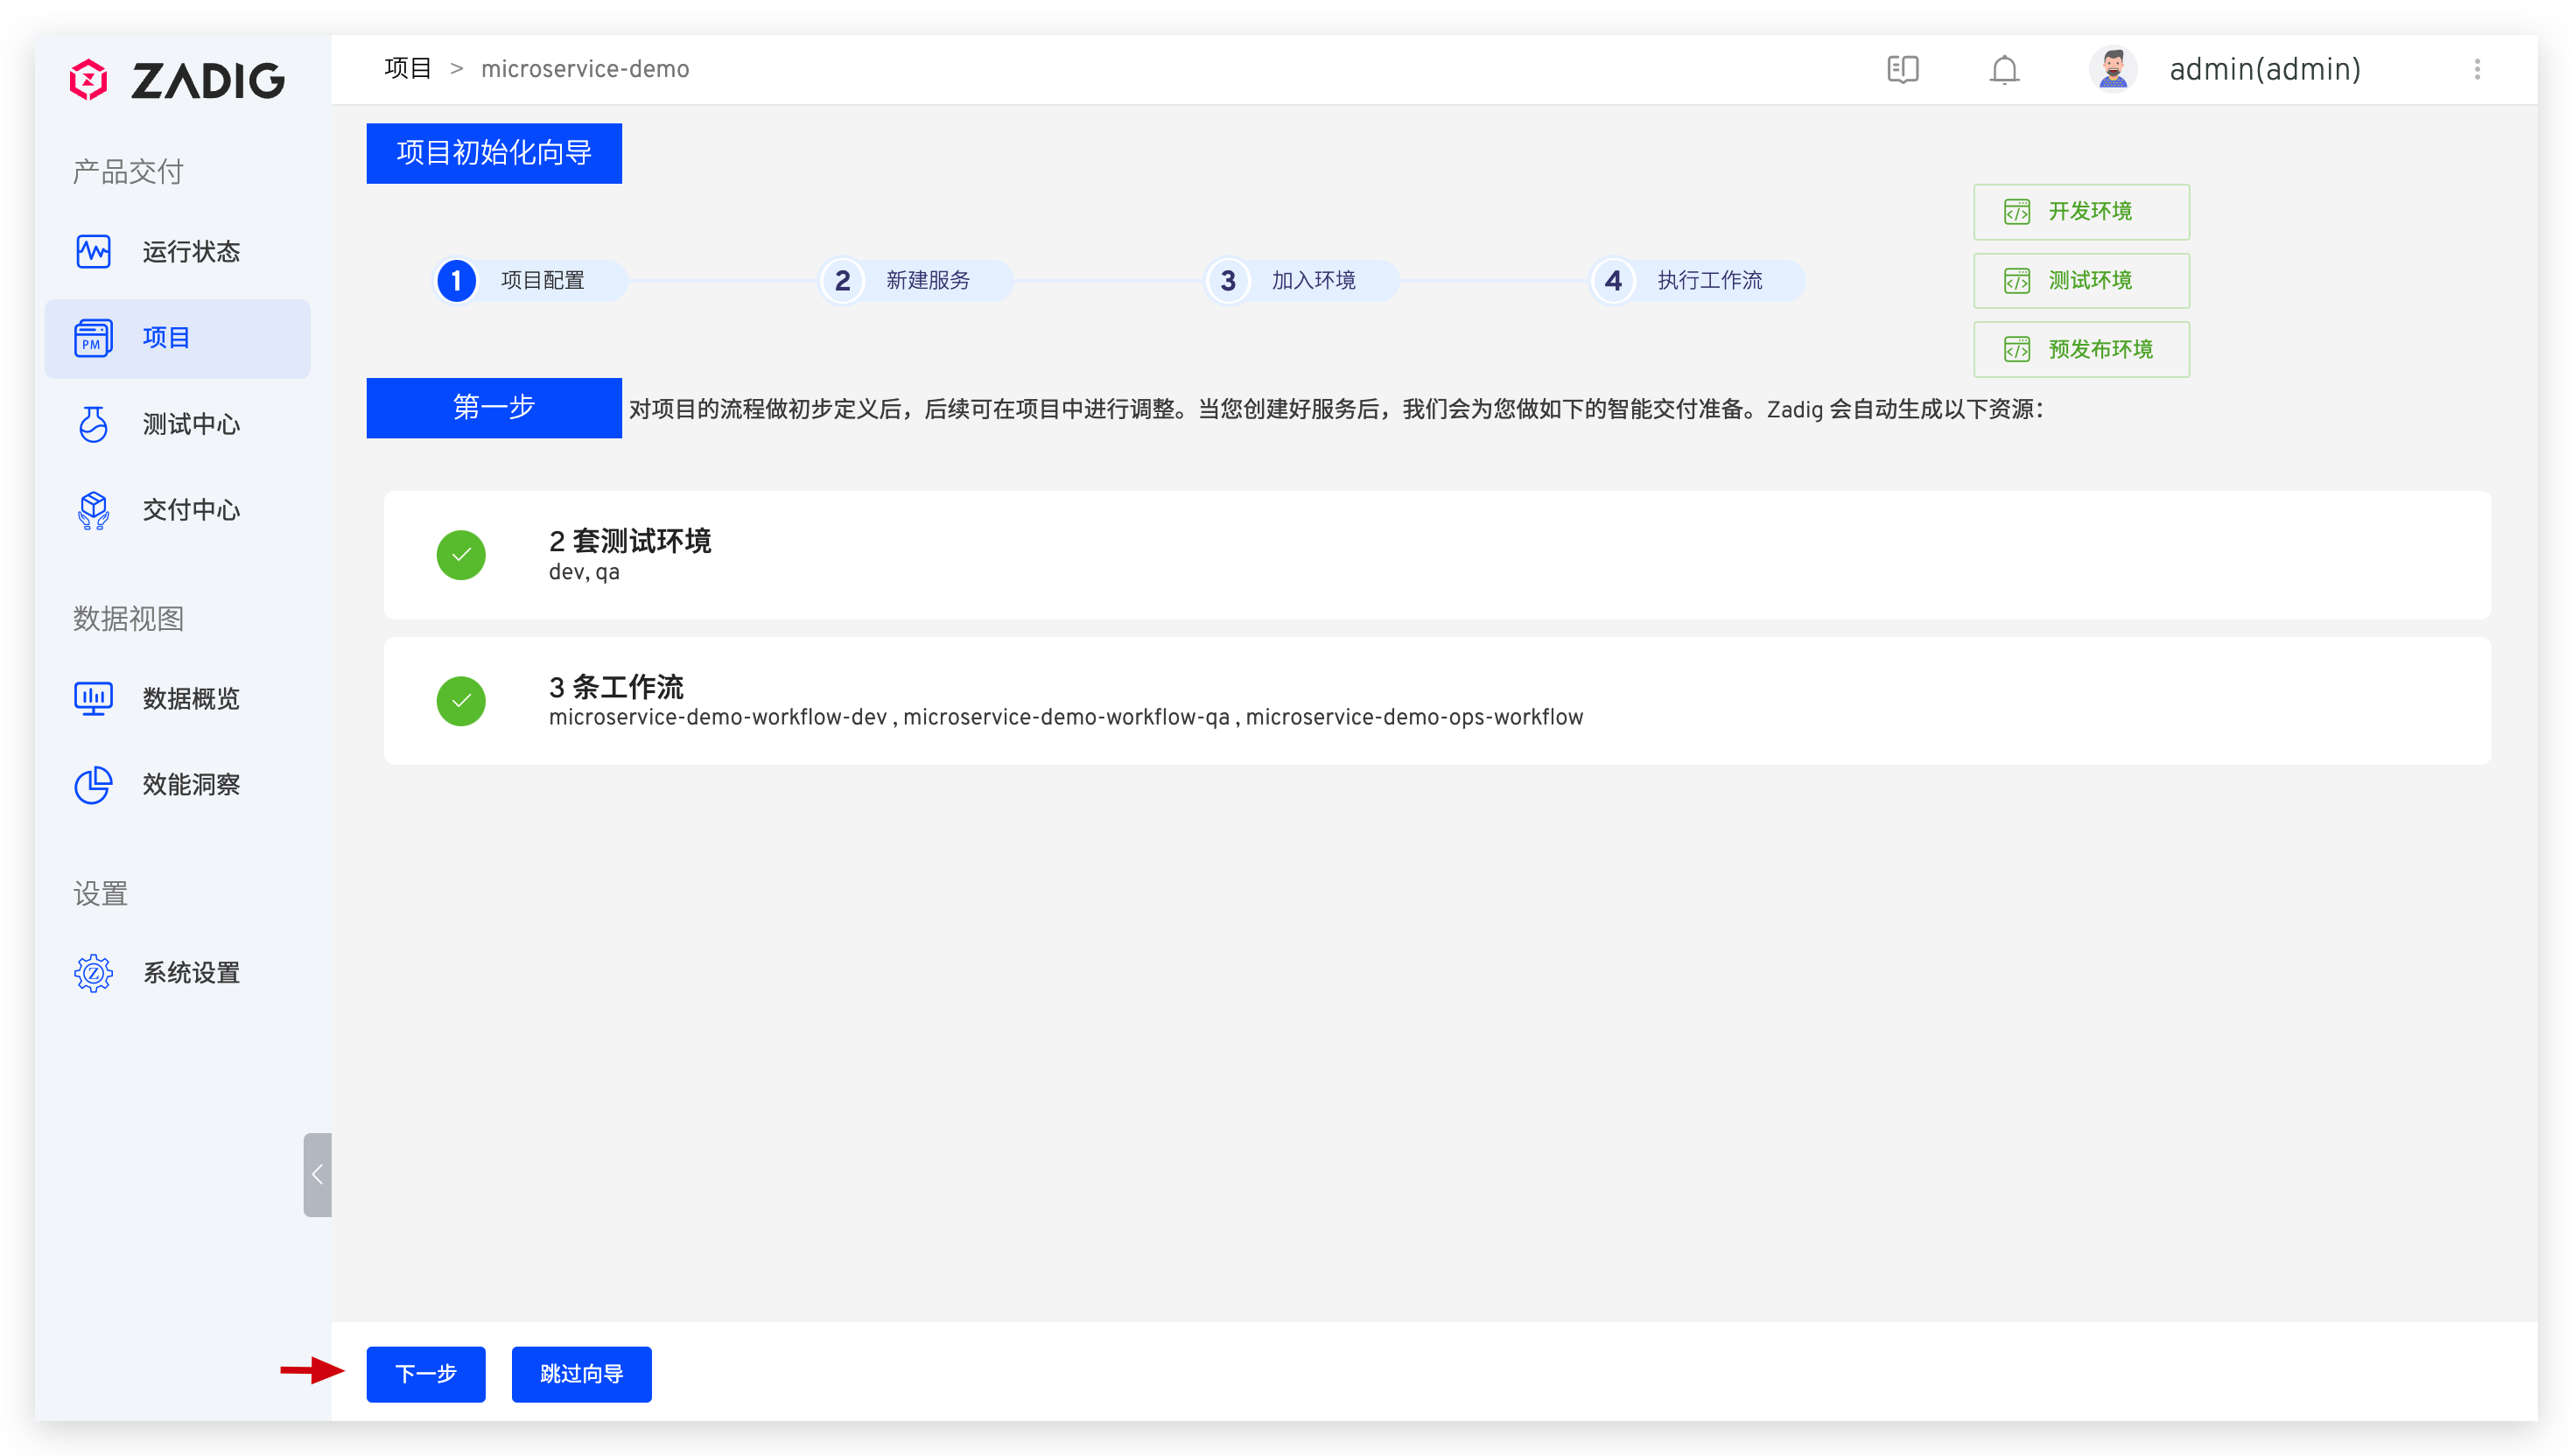 ZADIG
项目 > microservice-demo
admin(admin)
产品交付
运行状态
项目
PM
测试中心
交付中心
数据视图
数据概览
效能洞察
设置
Z
系统设置
项目初始化向导
1 项目配置
2 新建服务
3 加入环境
4 执行工作流
</> 开发环境
</> 测试环境
</> 预发布环境
第一步 对项目的流程做初步定义后，后续可在项目中进行调整。当您创建好服务后，我们会为您做如下的智能交付准备。Zadig 会自动生成以下资源：
2 套测试环境
dev, qa
3 条工作流
microservice-demo-workflow-dev , microservice-demo-workflow-qa , microservice-demo-ops-workflow
下一步 跳过向导